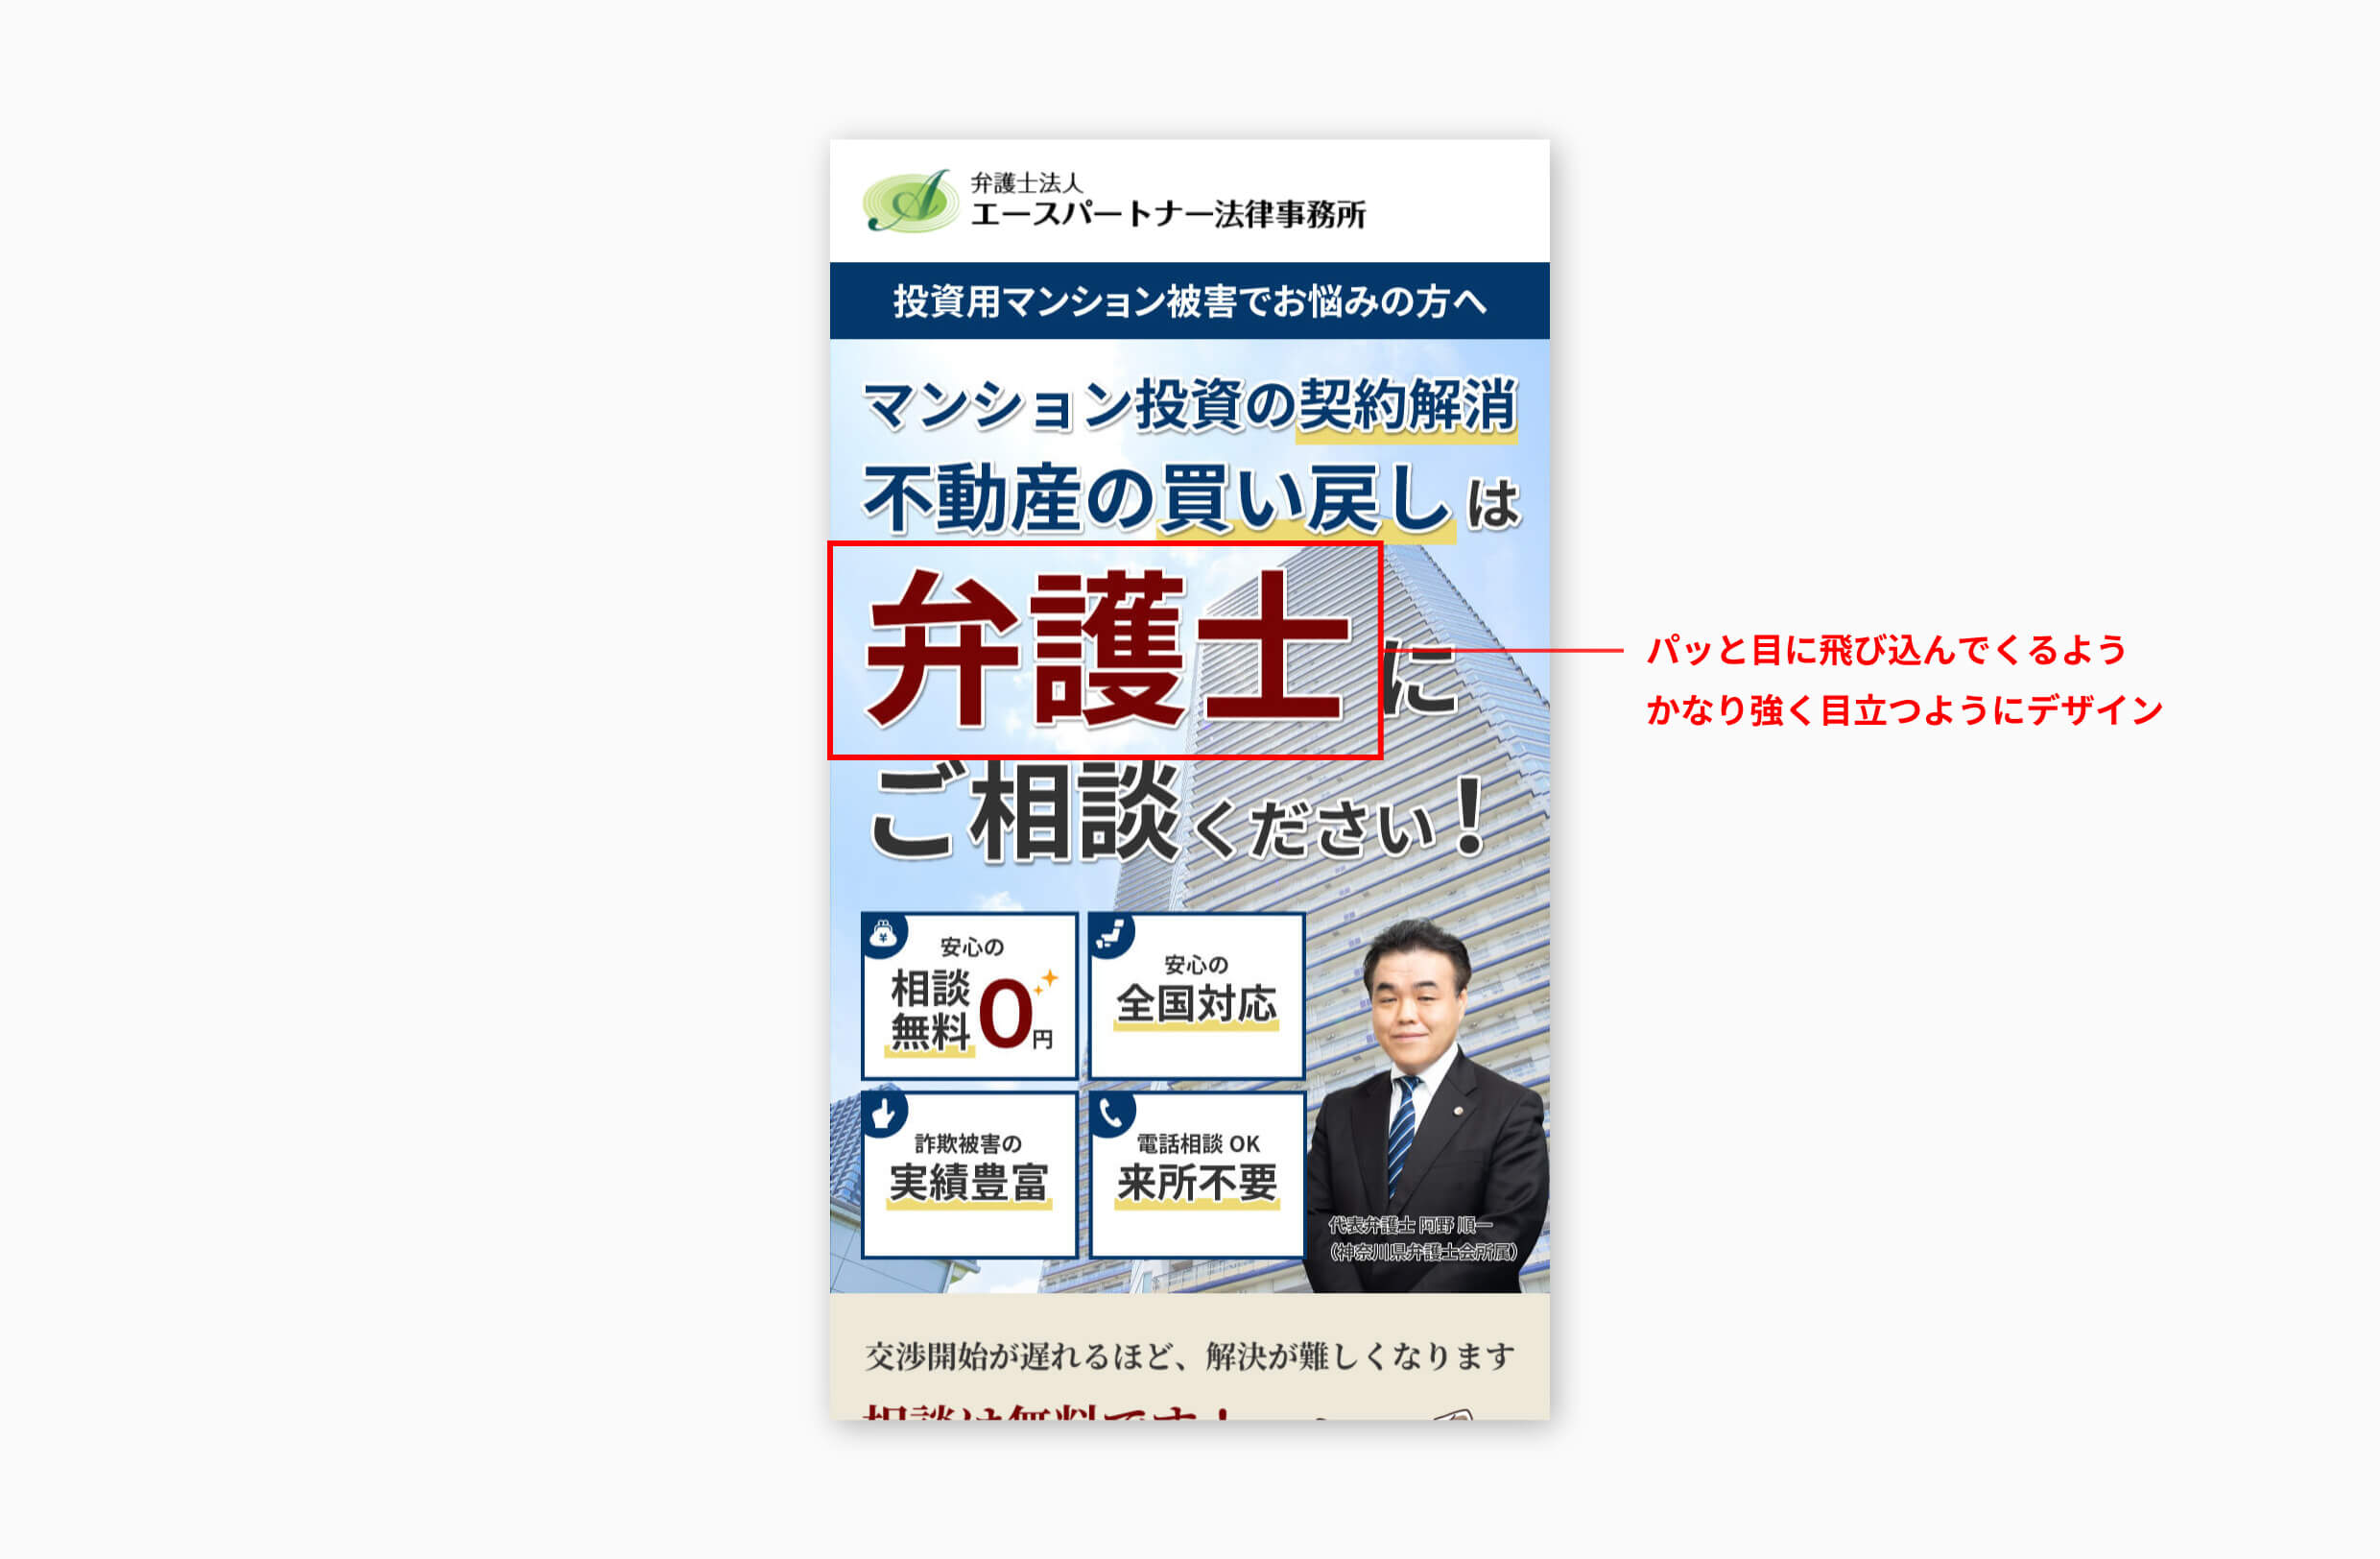 弁護士法人
エースパートナー法律事務所
投資用マンション被害でお悩みの方へ
マンション投資の契約解消
不動産の買い戻しは
弁護士に
パッと目に飛び込んでくるよう
かなり強く目立つようにデザイン
ご相談ください！
安心の
相談
無料0円
安心の
全国対応
詐欺被害の
実績豊富
電話相談 OK
来所不要
代表弁護士 阿野 順一
（神奈川県弁護士会所属）
交渉開始が遅れるほど、解決が難しくなります
相談は無料です！